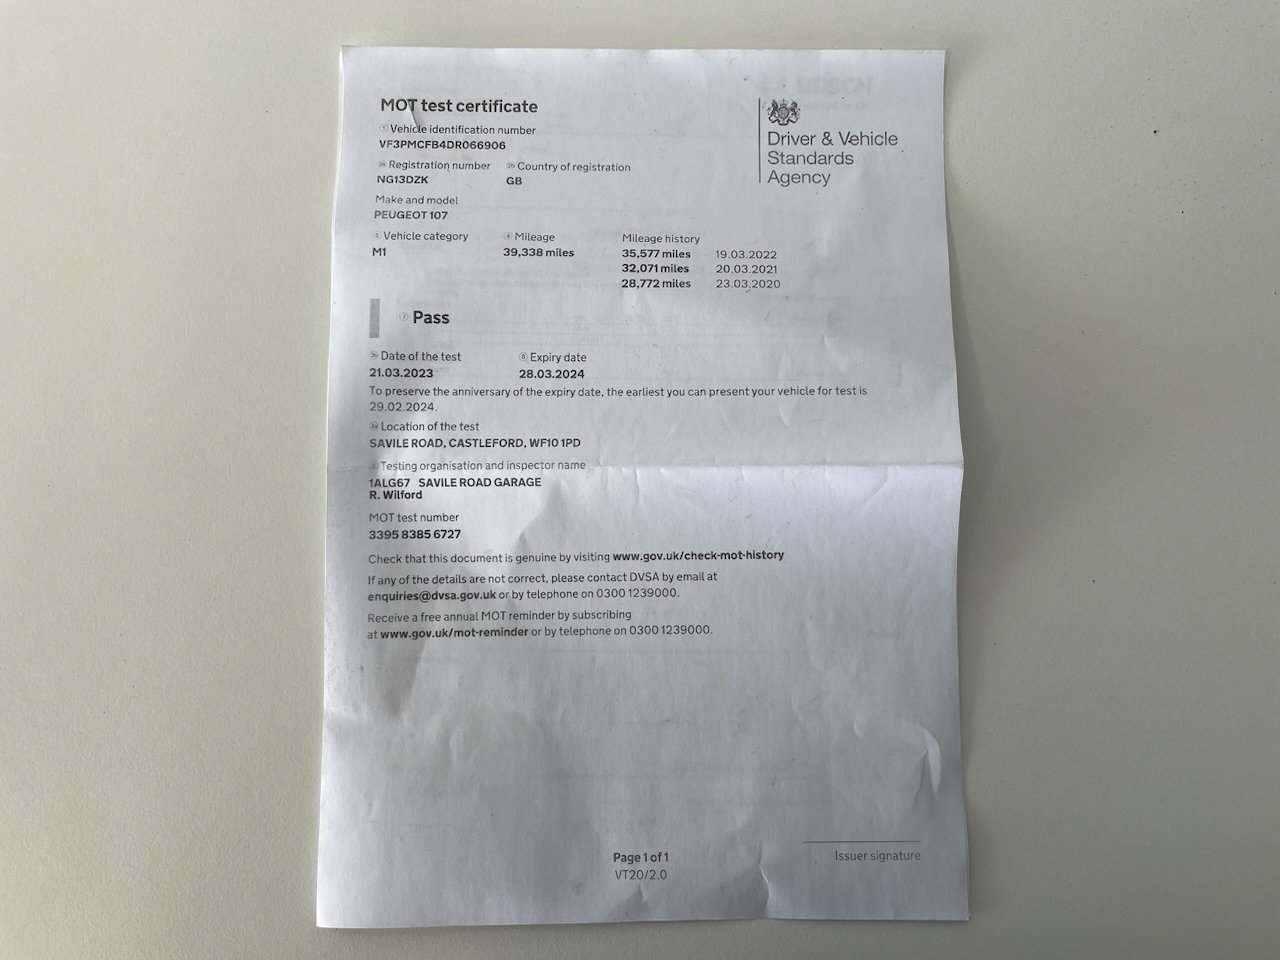 MOT test certificate
Vehicle identification number
VF3PMCFB4DR066906
Registration number Country of registration
NG13DZK GB
Make and model
PEUGEOT 107
Vehicle category Mileage Mileage history
M1 39,338 miles 35,577 miles 19.03.2022
32,071 miles 20.03.2021
28,772 miles 23.03.2020
Driver & Vehicle
Standards
Agency
Pass
Date of the test Expiry date
21.03.2023 28.03.2024
To preserve the anniversary of the expiry date, the earliest you can present your vehicle for test is
29.02.2024.
Location of the test
SAVILE ROAD, CASTLEFORD, WF10 1PD
Testing organisation and inspector name
1ALG67 SAVILE ROAD GARAGE
R. Wilford
MOT test number
3395 8385 6727
Check that this document is genuine by visiting www.gov.uk/check-mot-history
If any of the details are not correct, please contact DVSA by email at
enquiries@dvsa.gov.uk or by telephone on 0300 1239000.
Receive a free annual MOT reminder by subscribing
at www.gov.uk/mot-reminder or by telephone on 0300 1239000.
Page 1 of 1
VT20/2.0
Issuer signature